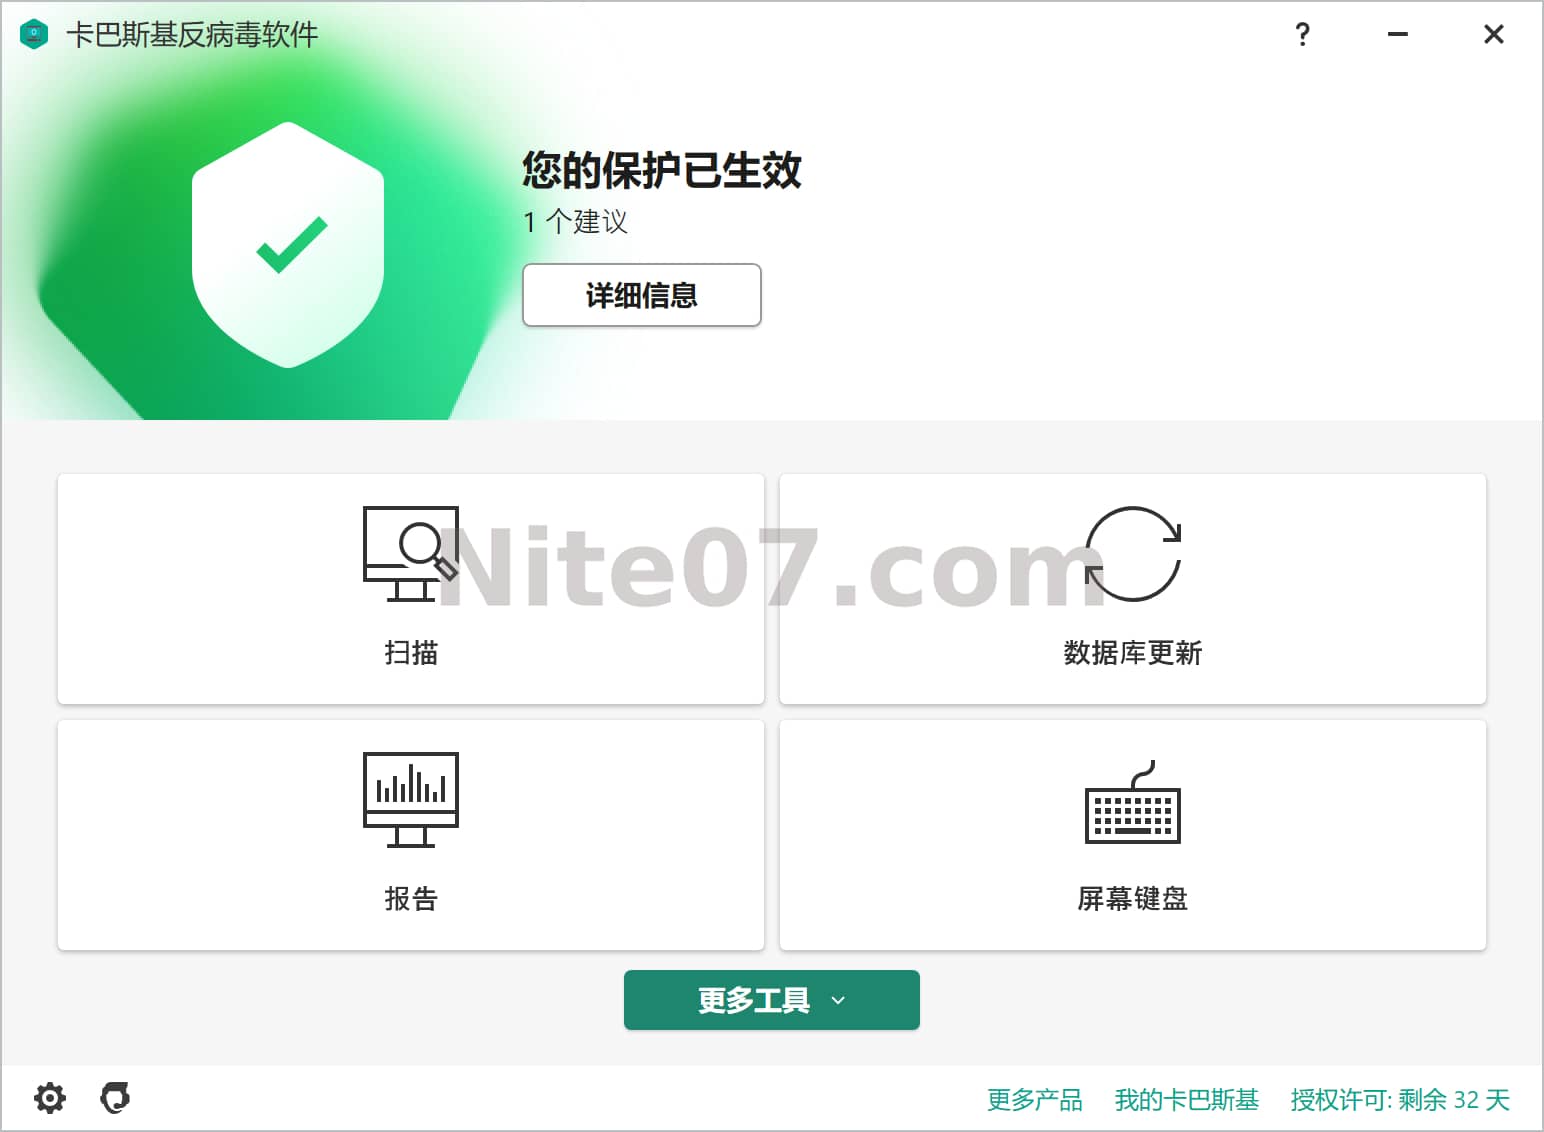 卡巴斯基反病毒软件
?
您的保护已生效
1 个建议
详细信息
Nite07.com
扫描
数据库更新
报告
屏幕键盘
更多工具
更多产品 我的卡巴斯基 授权许可: 剩余 32 天